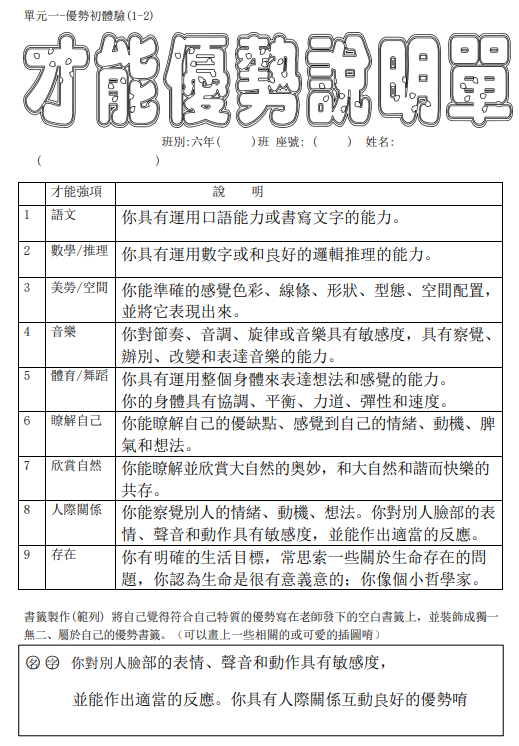 單元一-優勢初體驗(1-2)
才能優勢說明單
班別:六年(　　)班 座號: (　　)　姓名:
(　　　　　　　　)
才能強項　說　明
1　語文　你具有運用口語能力或書寫文字的能力。
2　數學/推理　你具有運用數字或和良好的邏輯推理的能力。
3　美勞/空間　你能準確的感覺色彩、線條、形狀、型態、空間配置，
並將它表現出來。
4　音樂　你對節奏、音調、旋律或音樂具有敏感度，具有察覺、
辦別、改變和表達音樂的能力。
5　體育/舞蹈　你具有運用整個身體來表達想法和感覺的能力。
你的身體具有協調、平衡、力道、彈性和速度。
6　瞭解自己　你能瞭解自己的優缺點、感覺到自己的情緒、動機、脾
氣和想法。
7　欣賞自然　你能瞭解並欣賞大自然的奧妙，和大自然和諧而快樂的
共存。
8　人際關係　你能察覺別人的情緒、動機、想法。你對別人臉部的表
情、聲音和動作具有敏感度，並能作出適當的反應。
9　存在　你有明確的生活目標，常思索一些關於生命存在的問
題，你認為生命是很有意義意的；你像個小哲學家。
書籤製作(範列) 將自己覺得符合自己特質的優勢寫在老師發下的空白書籤上，並裝飾成獨一
無二、屬於自己的優勢書籤。（可以畫上一些相關的或可愛的插圖唷）
名字　你對別人臉部的表情、聲音和動作具有敏感度，
並能作出適當的反應。你具有人際關係互動良好的優勢唷